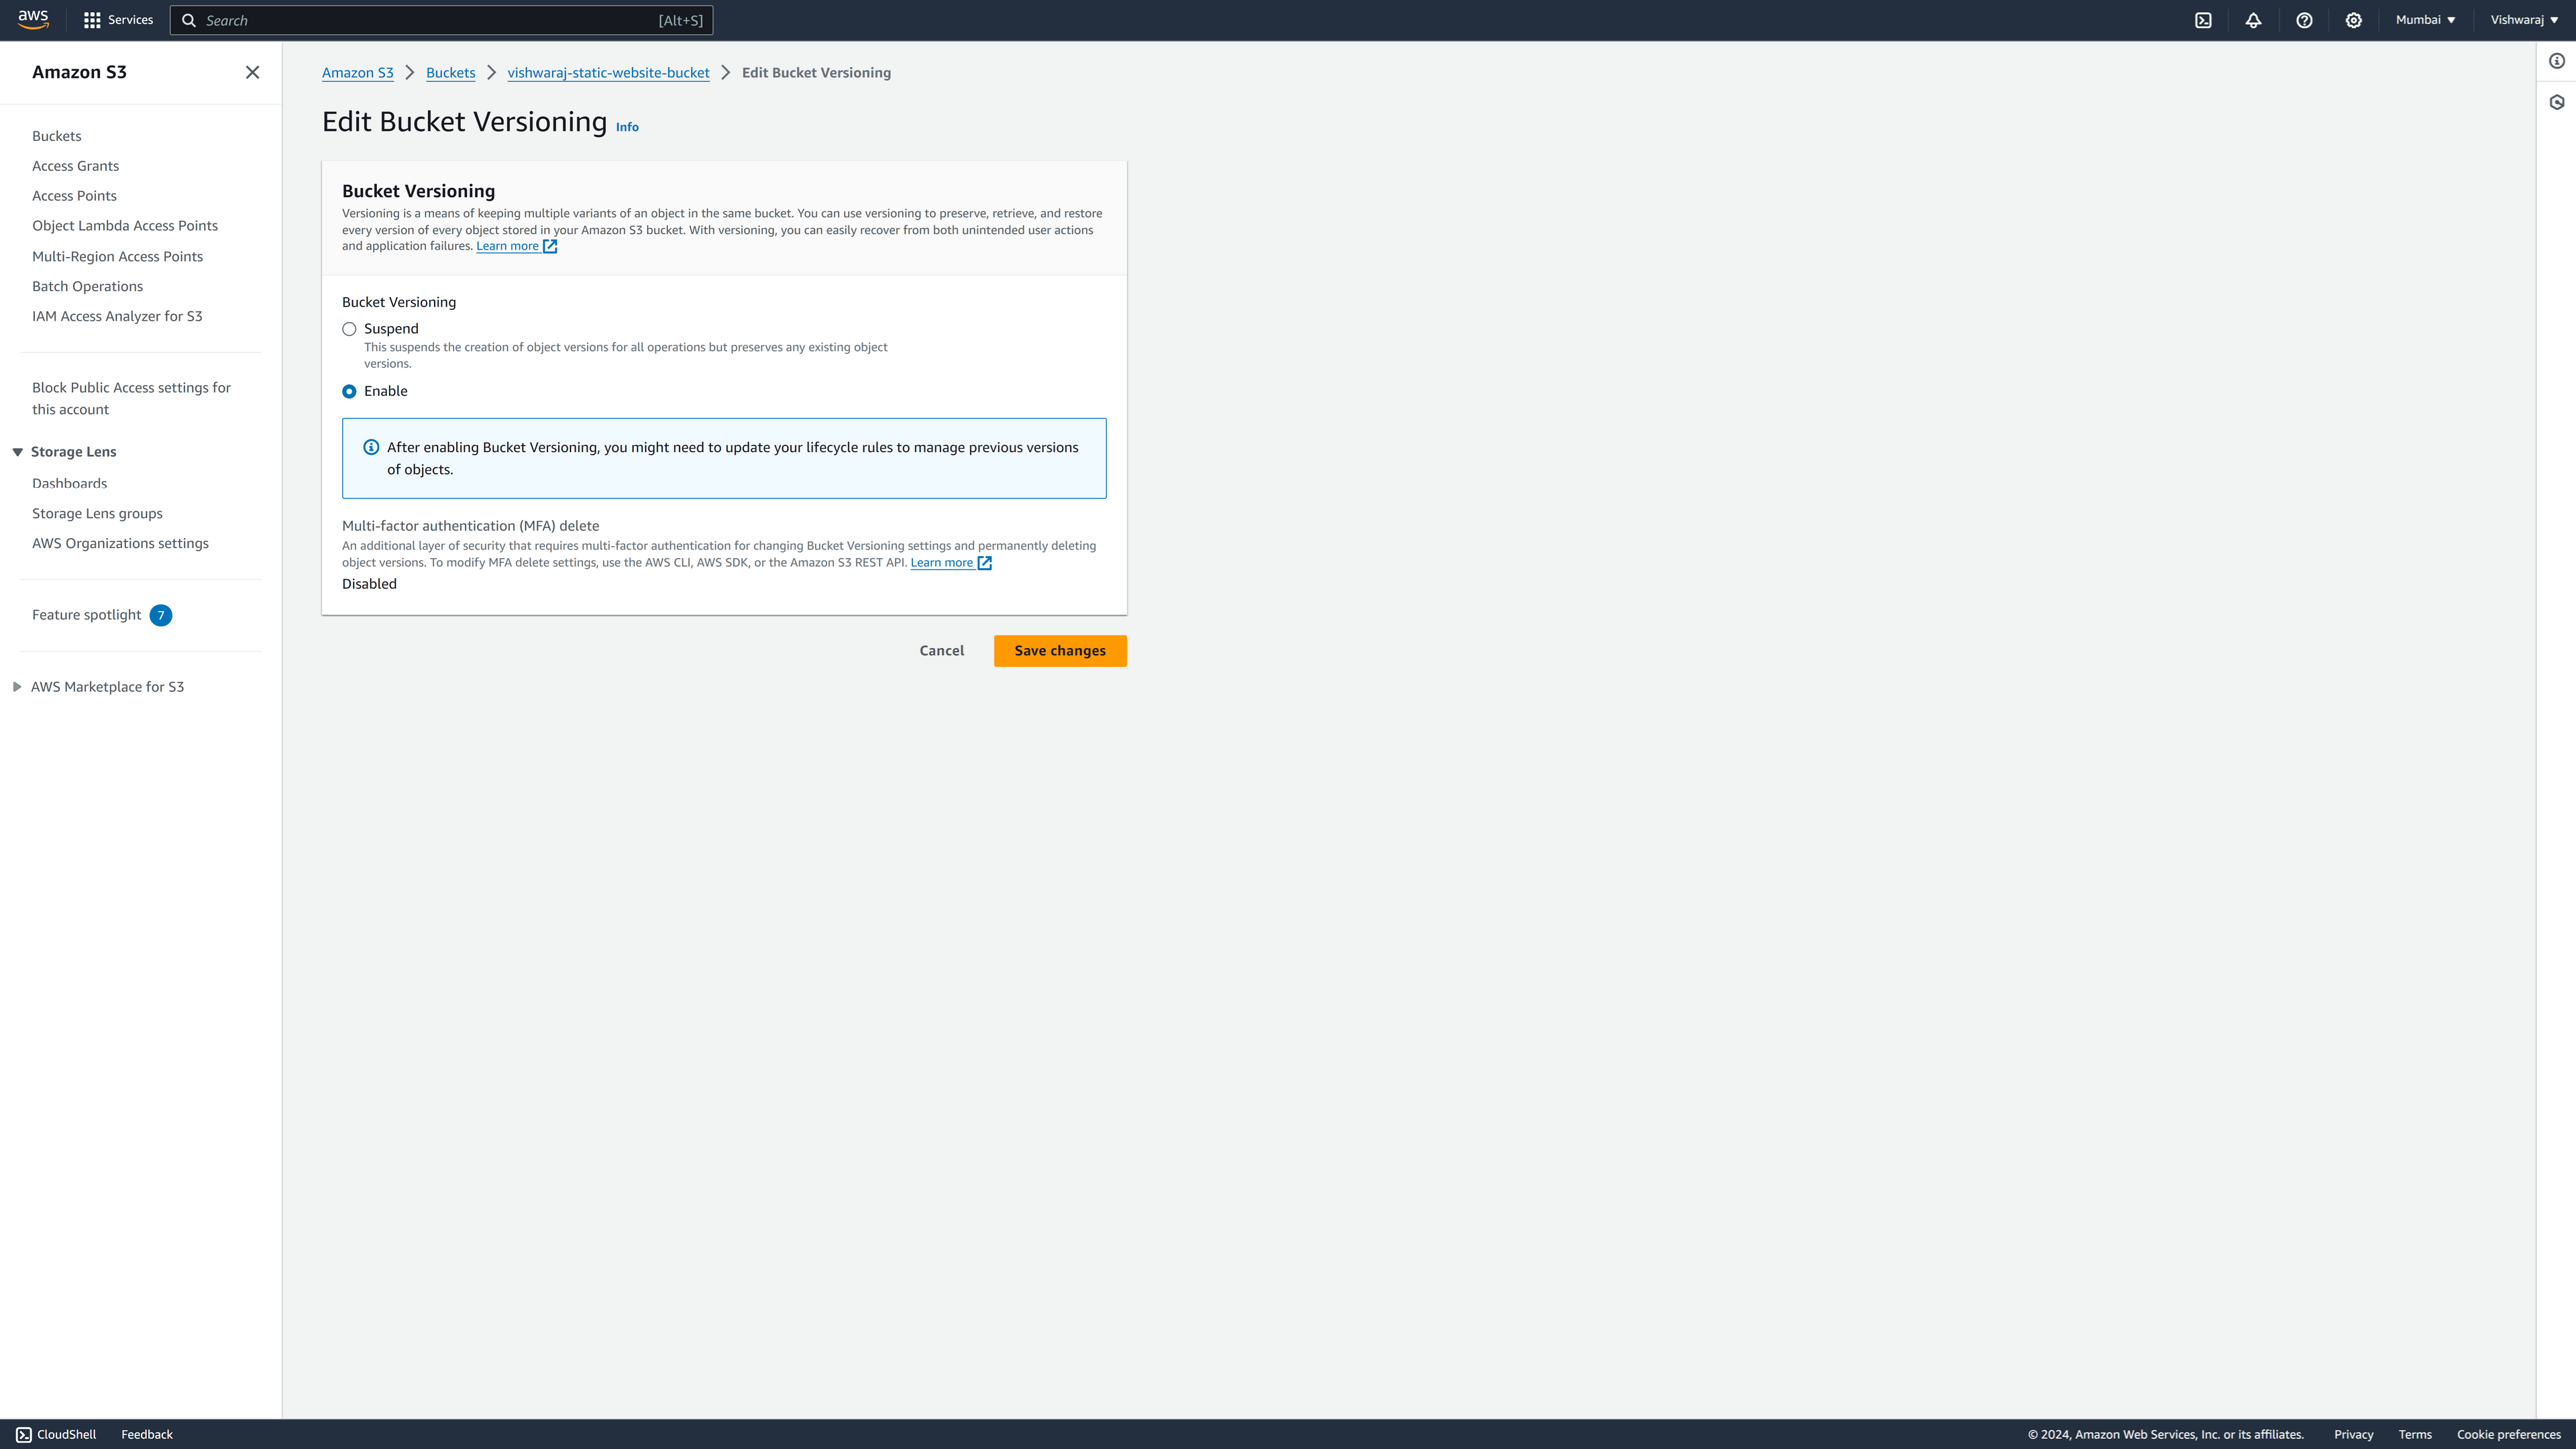 aws
Services
Search
[Alt+S]
Mumbai
Vishwaraj
Amazon S3
Buckets
Access Grants
Access Points
Object Lambda Access Points
Multi-Region Access Points
Batch Operations
IAM Access Analyzer for S3
Block Public Access settings for
this account
Storage Lens
Dashboards
Storage Lens groups
AWS Organizations settings
Feature spotlight 7
AWS Marketplace for S3
Amazon S3 > Buckets > vishwaraj-static-website-bucket > Edit Bucket Versioning
Edit Bucket Versioning Info
Bucket Versioning
Versioning is a means of keeping multiple variants of an object in the same bucket. You can use versioning to preserve, retrieve, and restore
every version of every object stored in your Amazon S3 bucket. With versioning, you can easily recover from both unintended user actions
and application failures. Learn more
Bucket Versioning
Suspend
This suspends the creation of object versions for all operations but preserves any existing object
versions.
Enable
After enabling Bucket Versioning, you might need to update your lifecycle rules to manage previous versions
of objects.
Multi-factor authentication (MFA) delete
An additional layer of security that requires multi-factor authentication for changing Bucket Versioning settings and permanently deleting
object versions. To modify MFA delete settings, use the AWS CLI, AWS SDK, or the Amazon S3 REST API. Learn more
Disabled
Cancel
Save changes
CloudShell
Feedback
© 2024, Amazon Web Services, Inc. or its affiliates.
Privacy
Terms
Cookie preferences